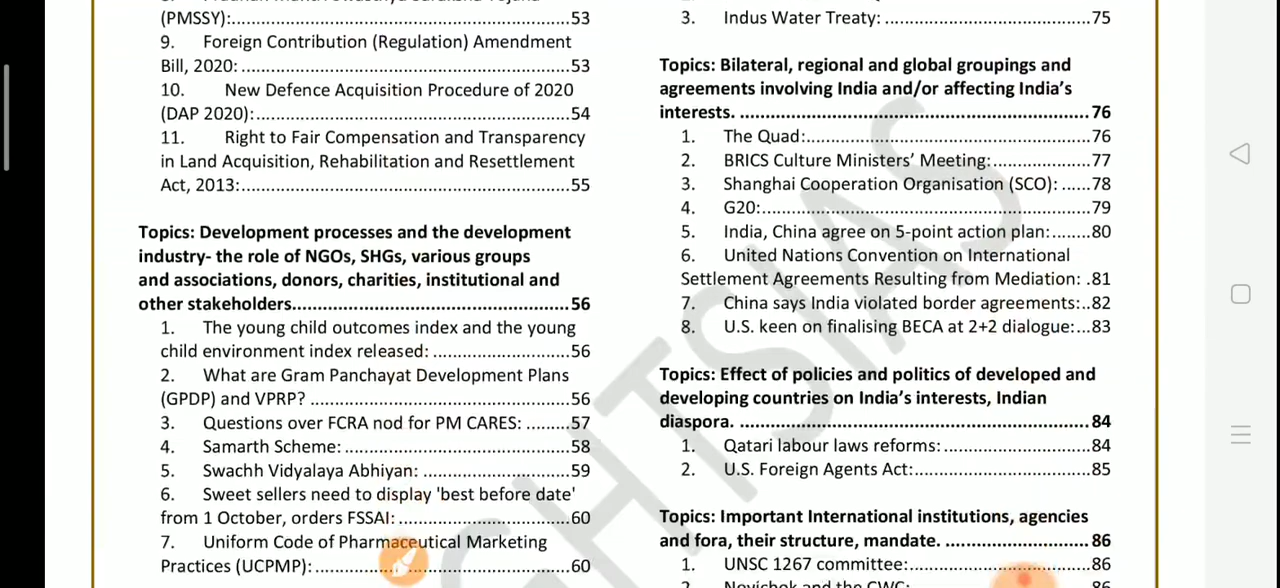 (PMSSY):......................................................................53
9. Foreign Contribution (Regulation) Amendment
Bill, 2020: ....................................................................53
10. New Defence Acquisition Procedure of 2020
(DAP 2020):.................................................................54
11. Right to Fair Compensation and Transparency
in Land Acquisition, Rehabilitation and Resettlement
Act, 2013:....................................................................55
Topics: Development processes and the development
industry- the role of NGOs, SHGs, various groups
and associations, donors, charities, institutional and
other stakeholders..........................................................56
1. The young child outcomes index and the young
child environment index released: ............................56
2. What are Gram Panchayat Development Plans
(GPDP) and VPRP? .....................................................56
3. Questions over FCRA nod for PM CARES: .........57
4. Samarth Scheme: ..............................................58
5. Swachh Vidyalaya Abhiyan: ..............................59
6. Sweet sellers need to display 'best before date'
from 1 October, orders FSSAI: ...................................60
7. Uniform Code of Pharmaceutical Marketing
Practices (UCPMP):.....................................................60
3. Indus Water Treaty: ..........................................75
Topics: Bilateral, regional and global groupings and
agreements involving India and/or affecting India's
interests. ........................................................................76
1. The Quad:..........................................................76
2. BRICS Culture Ministers' Meeting:....................77
3. Shanghai Cooperation Organisation (SCO): ......78
4. G20:...................................................................79
5. India, China agree on 5-point action plan:........80
6. United Nations Convention on International
Settlement Agreements Resulting from Mediation: .81
7. China says India violated border agreements:..82
8. U.S. keen on finalising BECA at 2+2 dialogue:...83
Topics: Effect of policies and politics of developed and
developing countries on India's interests, Indian
diaspora. ........................................................................84
1. Qatari labour laws reforms: ..............................84
2. U.S. Foreign Agents Act:....................................85
Topics: Important International institutions, agencies
and fora, their structure, mandate. ..............................86
1. UNSC 1267 committee:.....................................86
2. Novichok and the CWC: 86
GHTSIAS